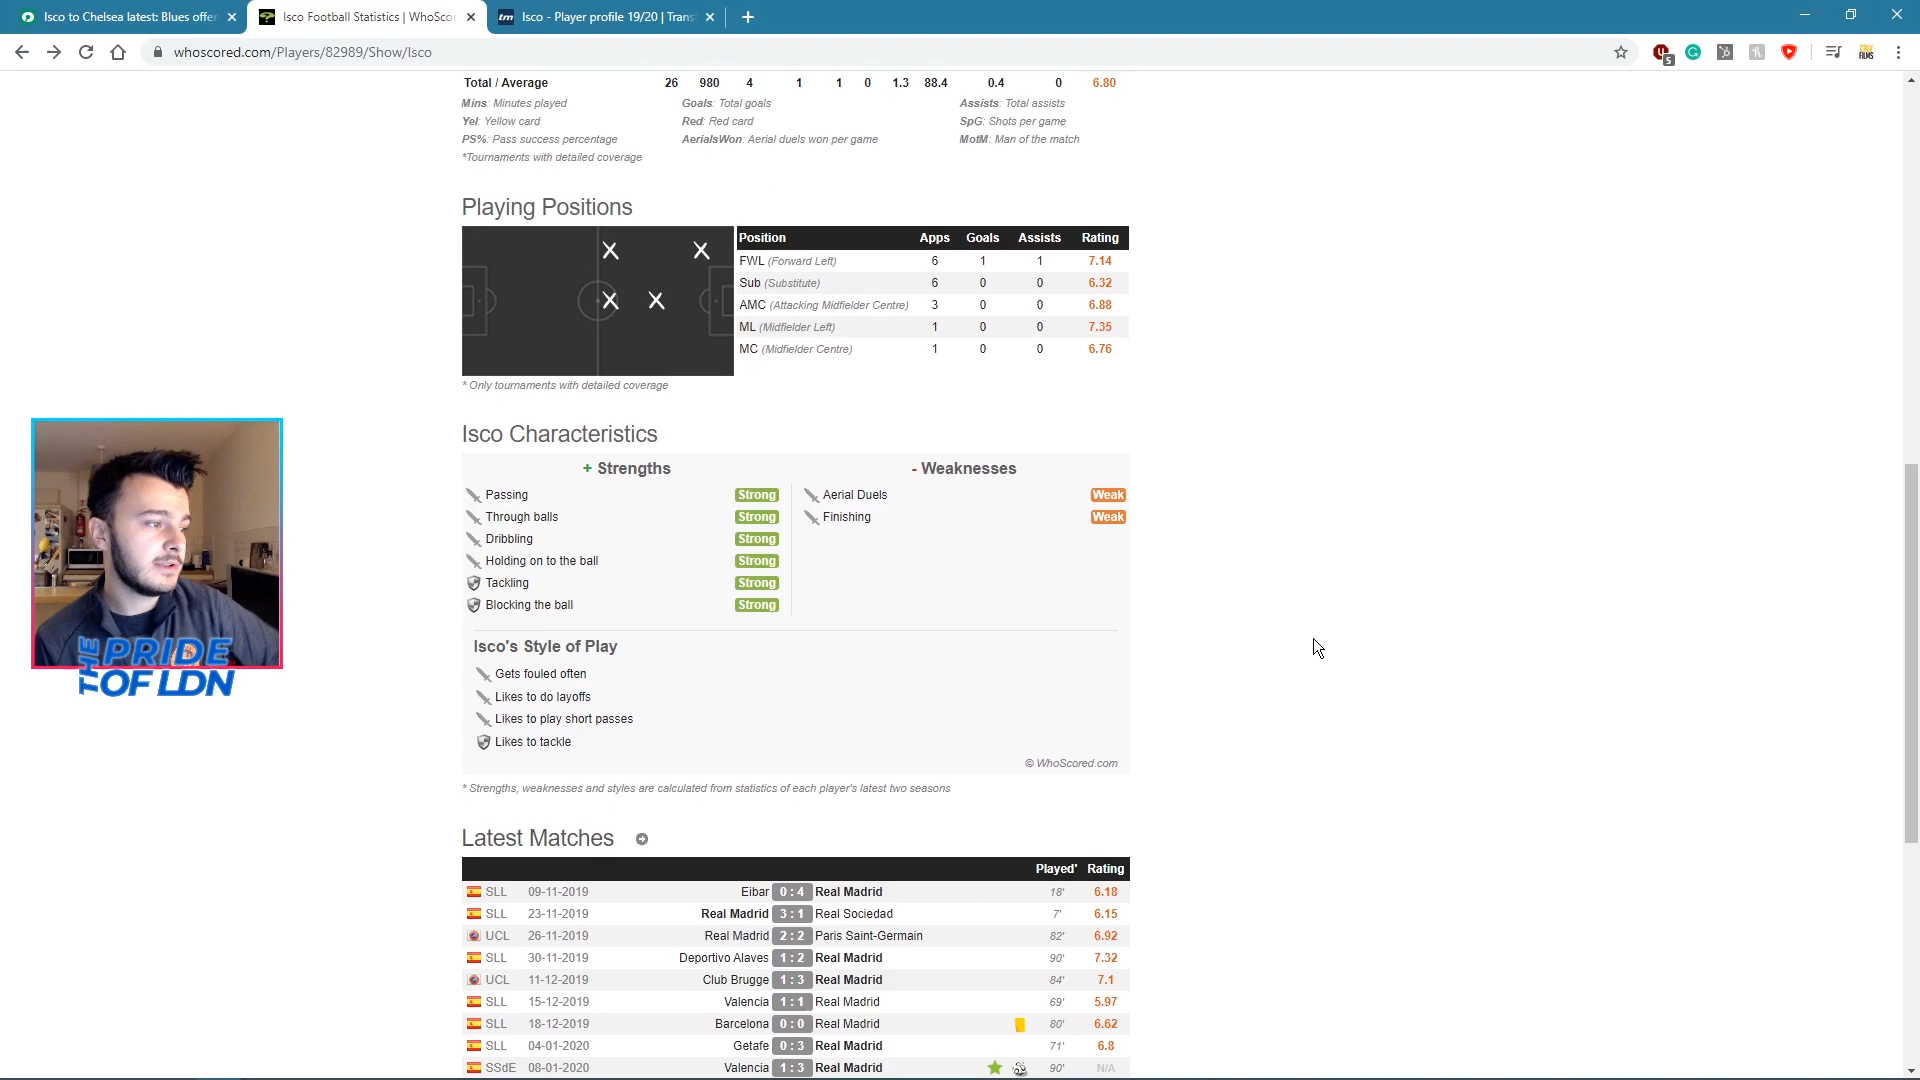 Isco to Chelsea latest: Blues offer
Isco Football Statistics | WhoScor
Isco - Player profile 19/20 | Trans
whoscored.com/Players/82989/Show/Isco
5
Total / Average 26 980 4 1 1 0 1.3 88.4 0.4 0 6.80
Mins: Minutes played Goals: Total goals Assists: Total assists
Yel: Yellow card Red: Red card SpG: Shots per game
PS%: Pass success percentage AerialsWon: Aerial duels won per game MotM: Man of the match
*Tournaments with detailed coverage
Playing Positions
Position Apps Goals Assists Rating
FWL (Forward Left) 6 1 1 7.14
Sub (Substitute) 6 0 0 6.32
AMC (Attacking Midfielder Centre) 3 0 0 6.88
ML (Midfielder Left) 1 0 0 7.35
MC (Midfielder Centre) 1 0 0 6.76
* Only tournaments with detailed coverage
Isco Characteristics
+ Strengths - Weaknesses
Passing Strong Aerial Duels Weak
Through balls Strong Finishing Weak
Dribbling Strong
Holding on to the ball Strong
Tackling Strong
Blocking the ball Strong
THE PRIDE
OF LDN
Isco's Style of Play
Gets fouled often
Likes to do layoffs
Likes to play short passes
Likes to tackle
© WhoScored.com
* Strengths, weaknesses and styles are calculated from statistics of each player's latest two seasons
Latest Matches
Played' Rating
SLL 09-11-2019 Eibar 0 : 4 Real Madrid 18' 6.18
SLL 23-11-2019 Real Madrid 3 : 1 Real Sociedad 7' 6.15
UCL 26-11-2019 Real Madrid 2 : 2 Paris Saint-Germain 82' 6.92
SLL 30-11-2019 Deportivo Alaves 1 : 2 Real Madrid 90' 7.32
UCL 11-12-2019 Club Brugge 1 : 3 Real Madrid 84' 7.1
SLL 15-12-2019 Valencia 1 : 1 Real Madrid 69' 5.97
SLL 18-12-2019 Barcelona 0 : 0 Real Madrid 80' 6.62
SLL 04-01-2020 Getafe 0 : 3 Real Madrid 71' 6.8
SSdE 08-01-2020 Valencia 1 : 3 Real Madrid 90' N/A